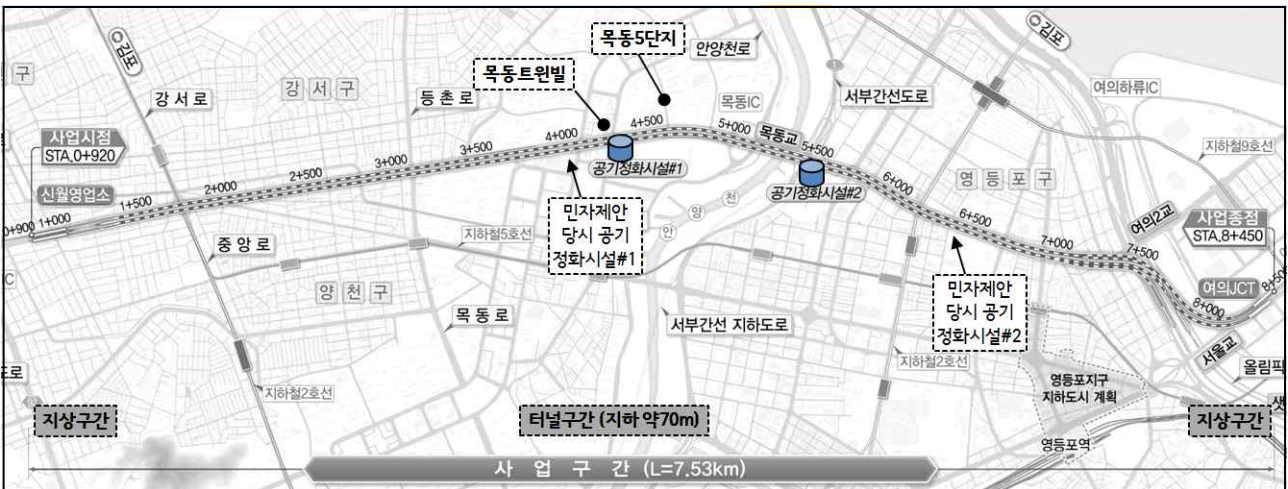 김포
김포
목동5단지
안양천로
목동트윈빌
목동IC
서부간선도로
여의하류IC
강서로
강서구
등촌로
구
사업시점
STA.0+920
신월영업소
0+900
1+000
1+500
2+000
2+500
3+000
3+500
4+000
4+500
5+000
목동교
5+500
6+000
6+500
7+000
7+500
8+000
8+500
공기정화시설#1
공기정화시설#2
영등포구
지하철9호선
여의2교
사업종점
STA.8+450
여의JCT
민자제안
당시 공기
정화시설#1
민자제안
당시 공기
정화시설#2
안 양 천
중앙로
지하철5호선
양천구
목동로
서부간선 지하도로
지하철2호선
지하철2호선
서울교
올림픽
도로
영등포지구
지하도시 계획
영등포역
지상구간
터널구간 (지하 약70m)
지상구간
사 업 구 간 (L=7.53km)